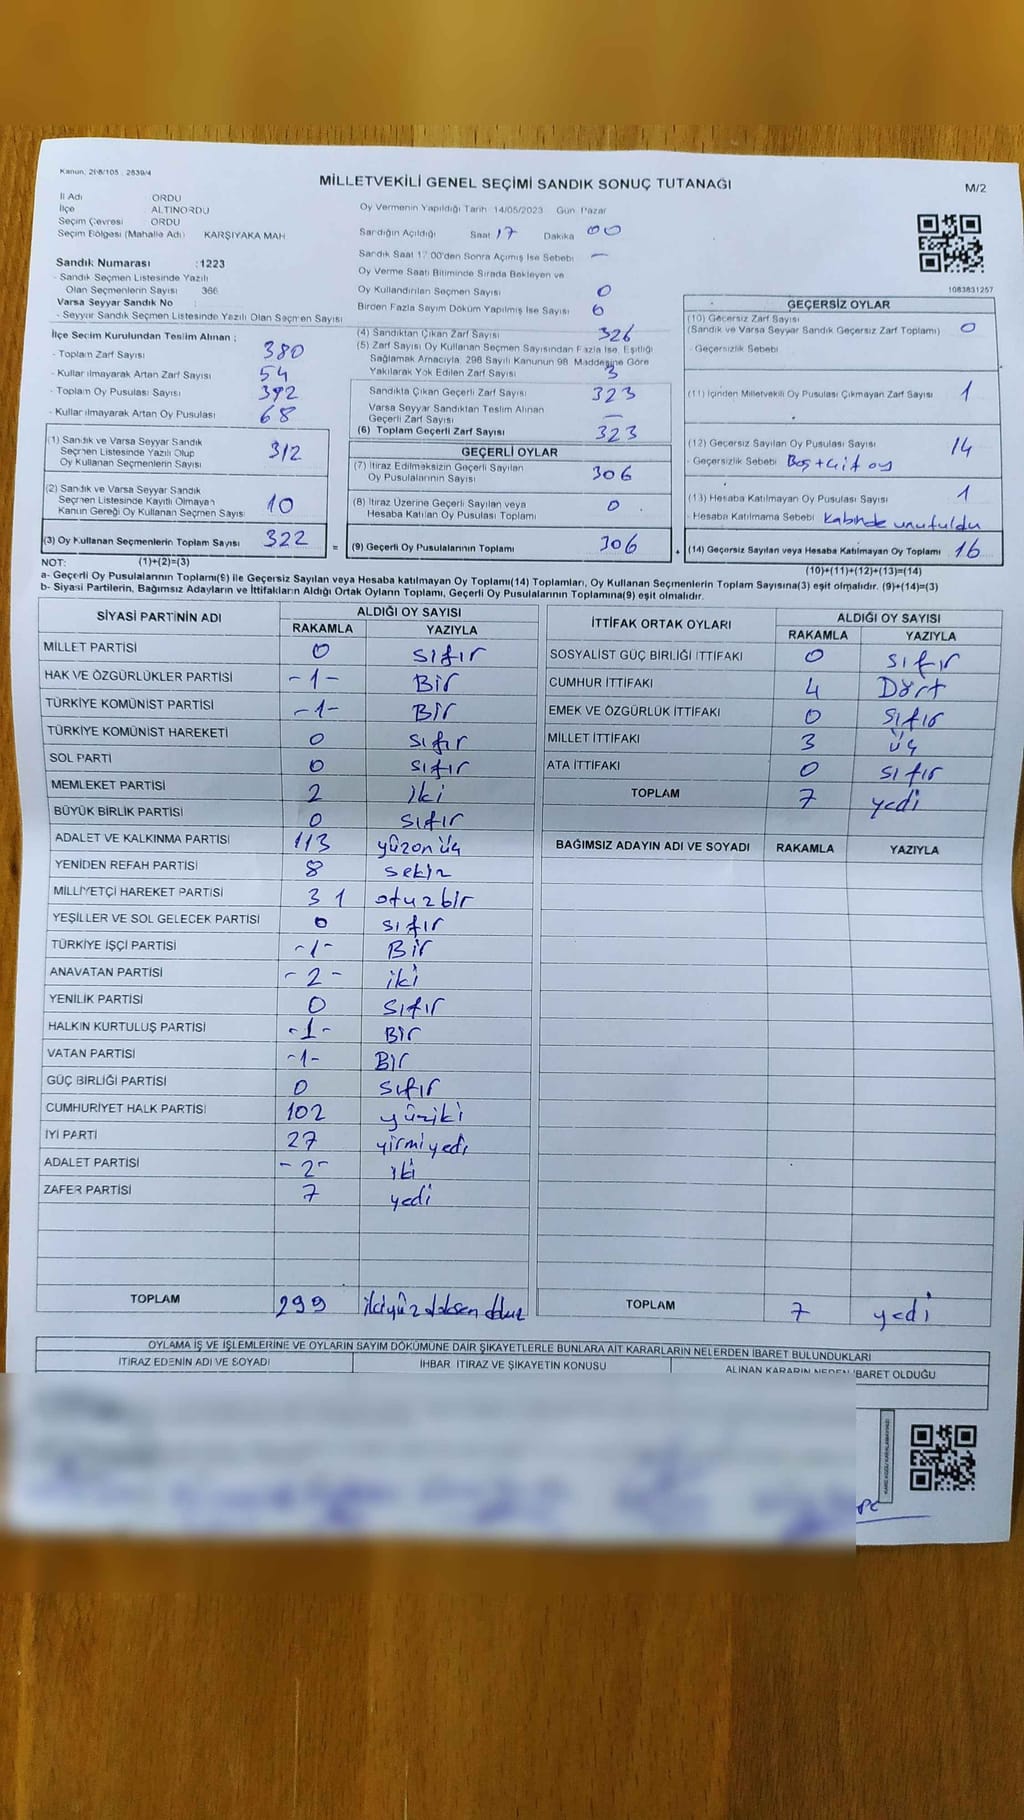 Kanun, 298/105 , 2839/4
MİLLETVEKİLİ GENEL SEÇİMİ SANDIK SONUÇ TUTANAĞI
M/2
İl Adı : ORDU
İlçe : ALTINORDU
Seçim Çevresi : ORDU
Seçim Bölgesi (Mahalle Adı) : KARŞIYAKA MAH
Sandık Numarası :1223
- Sandık Seçmen Listesinde Yazılı
Olan Seçmenlerin Sayısı : 366
Varsa Seyyar Sandık No :
- Seyyar Sandık Seçmen Listesinde Yazılı Olan Seçmen Sayısı
Oy Vermenin Yapıldığı Tarih 14/05/2023 Gün Pazar
Sandığın Açıldığı Saat 17 Dakika 00
Sandık Saat 17:00'den Sonra Açılmış İse Sebebi —
Oy Verme Saati Bitiminde Sırada Bekleyen ve
Oy Kullandırılan Seçmen Sayısı 0
Birden Fazla Sayım Döküm Yapılmış İse Sayısı 0
1083831257
İlçe Seçim Kurulundan Teslim Alınan ;
- Toplam Zarf Sayısı 380
- Kullanılmayarak Artan Zarf Sayısı 54
- Toplam Oy Pusulası Sayısı 392
- Kullanılmayarak Artan Oy Pusulası 68
(1) Sandık ve Varsa Seyyar Sandık
Seçmen Listesinde Yazılı Olup
Oy Kullanan Seçmenlerin Sayısı 312
(2) Sandık ve Varsa Seyyar Sandık
Seçmen Listesinde Kayıtlı Olmayan
Kanun Gereği Oy Kullanan Seçmen Sayısı 10
(3) Oy Kullanan Seçmenlerin Toplam Sayısı 322
(4) Sandıktan Çıkan Zarf Sayısı 326
(5) Zarf Sayısı Oy Kullanan Seçmen Sayısından Fazla İse, Eşitliği
Sağlamak Amacıyla, 298 Sayılı Kanunun 98. Maddesine Göre
Yakılarak Yok Edilen Zarf Sayısı 3
Sandıkta Çıkan Geçerli Zarf Sayısı 323
Varsa Seyyar Sandıktan Teslim Alınan
Geçerli Zarf Sayısı —
(6) Toplam Geçerli Zarf Sayısı 323
GEÇERLİ OYLAR
(7) İtiraz Edilmeksizin Geçerli Sayılan
Oy Pusulalarının Sayısı 306
(8) İtiraz Üzerine Geçerli Sayılan veya
Hesaba Katılan Oy Pusulası Toplamı 0
= (9) Geçerli Oy Pusulalarının Toplamı 306
GEÇERSİZ OYLAR
(10) Geçersiz Zarf Sayısı
(Sandık ve Varsa Seyyar Sandık Geçersiz Zarf Toplamı) 0
- Geçersizlik Sebebi
(11) İçinden Milletvekili Oy Pusulası Çıkmayan Zarf Sayısı 1
(12) Geçersiz Sayılan Oy Pusulası Sayısı 14
- Geçersizlik Sebebi Boş+çift oy
(13) Hesaba Katılmayan Oy Pusulası Sayısı 1
- Hesaba Katılmama Sebebi Kabinde unutuldu
+ (14) Geçersiz Sayılan veya Hesaba Katılmayan Oy Toplamı 16
NOT: (1)+(2)=(3)
(10)+(11)+(12)+(13)=(14)
a- Geçerli Oy Pusulalarının Toplamı(9) ile Geçersiz Sayılan veya Hesaba katılmayan Oy Toplamı(14) Toplamları, Oy Kullanan Seçmenlerin Toplam Sayısına(3) eşit olmalıdır. (9)+(14)=(3)
b- Siyasi Partilerin, Bağımsız Adayların ve İttifakların Aldığı Ortak Oyların Toplamı, Geçerli Oy Pusulalarının Toplamına(9) eşit olmalıdır.
SİYASİ PARTİNİN ADI ALDIĞI OY SAYISI
RAKAMLA YAZIYLA
MİLLET PARTİSİ 0 sıfır
HAK VE ÖZGÜRLÜKLER PARTİSİ -1- Bir
TÜRKİYE KOMÜNİST PARTİSİ -1- Bir
TÜRKİYE KOMÜNİST HAREKETİ 0 sıfır
SOL PARTİ 0 sıfır
MEMLEKET PARTİSİ 2 iki
BÜYÜK BİRLİK PARTİSİ 0 sıfır
ADALET VE KALKINMA PARTİSİ 113 yüzonüç
YENİDEN REFAH PARTİSİ 8 sekiz
MİLLİYETÇİ HAREKET PARTİSİ 31 otuzbir
YEŞİLLER VE SOL GELECEK PARTİSİ 0 sıfır
TÜRKİYE İŞÇİ PARTİSİ -1- Bir
ANAVATAN PARTİSİ -2- iki
YENİLİK PARTİSİ 0 sıfır
HALKIN KURTULUŞ PARTİSİ -1- Bir
VATAN PARTİSİ -1- Bir
GÜÇ BİRLİĞİ PARTİSİ 0 sıfır
CUMHURİYET HALK PARTİSİ 102 yüziki
İYİ PARTİ 27 yirmiyedi
ADALET PARTİSİ -2- iki
ZAFER PARTİSİ 7 yedi
TOPLAM 299 ikiyüzdoksandokuz
İTTİFAK ORTAK OYLARI ALDIĞI OY SAYISI
RAKAMLA YAZIYLA
SOSYALİST GÜÇ BİRLİĞİ İTTİFAKI 0 sıfır
CUMHUR İTTİFAKI 4 Dört
EMEK VE ÖZGÜRLÜK İTTİFAKI 0 sıfır
MİLLET İTTİFAKI 3 üç
ATA İTTİFAKI 0 sıfır
TOPLAM 7 yedi
BAĞIMSIZ ADAYIN ADI VE SOYADI RAKAMLA YAZIYLA
TOPLAM 7 yedi
OYLAMA İŞ VE İŞLEMLERİNE VE OYLARIN SAYIM DÖKÜMÜNE DAİR ŞİKAYETLERLE BUNLARA AİT KARARLARIN NELERDEN İBARET BULUNDUKLARI
İTİRAZ EDENİN ADI VE SOYADI İHBAR İTİRAZ VE ŞİKAYETİN KONUSU ALINAN KARARIN NEDEN İBARET OLDUĞU